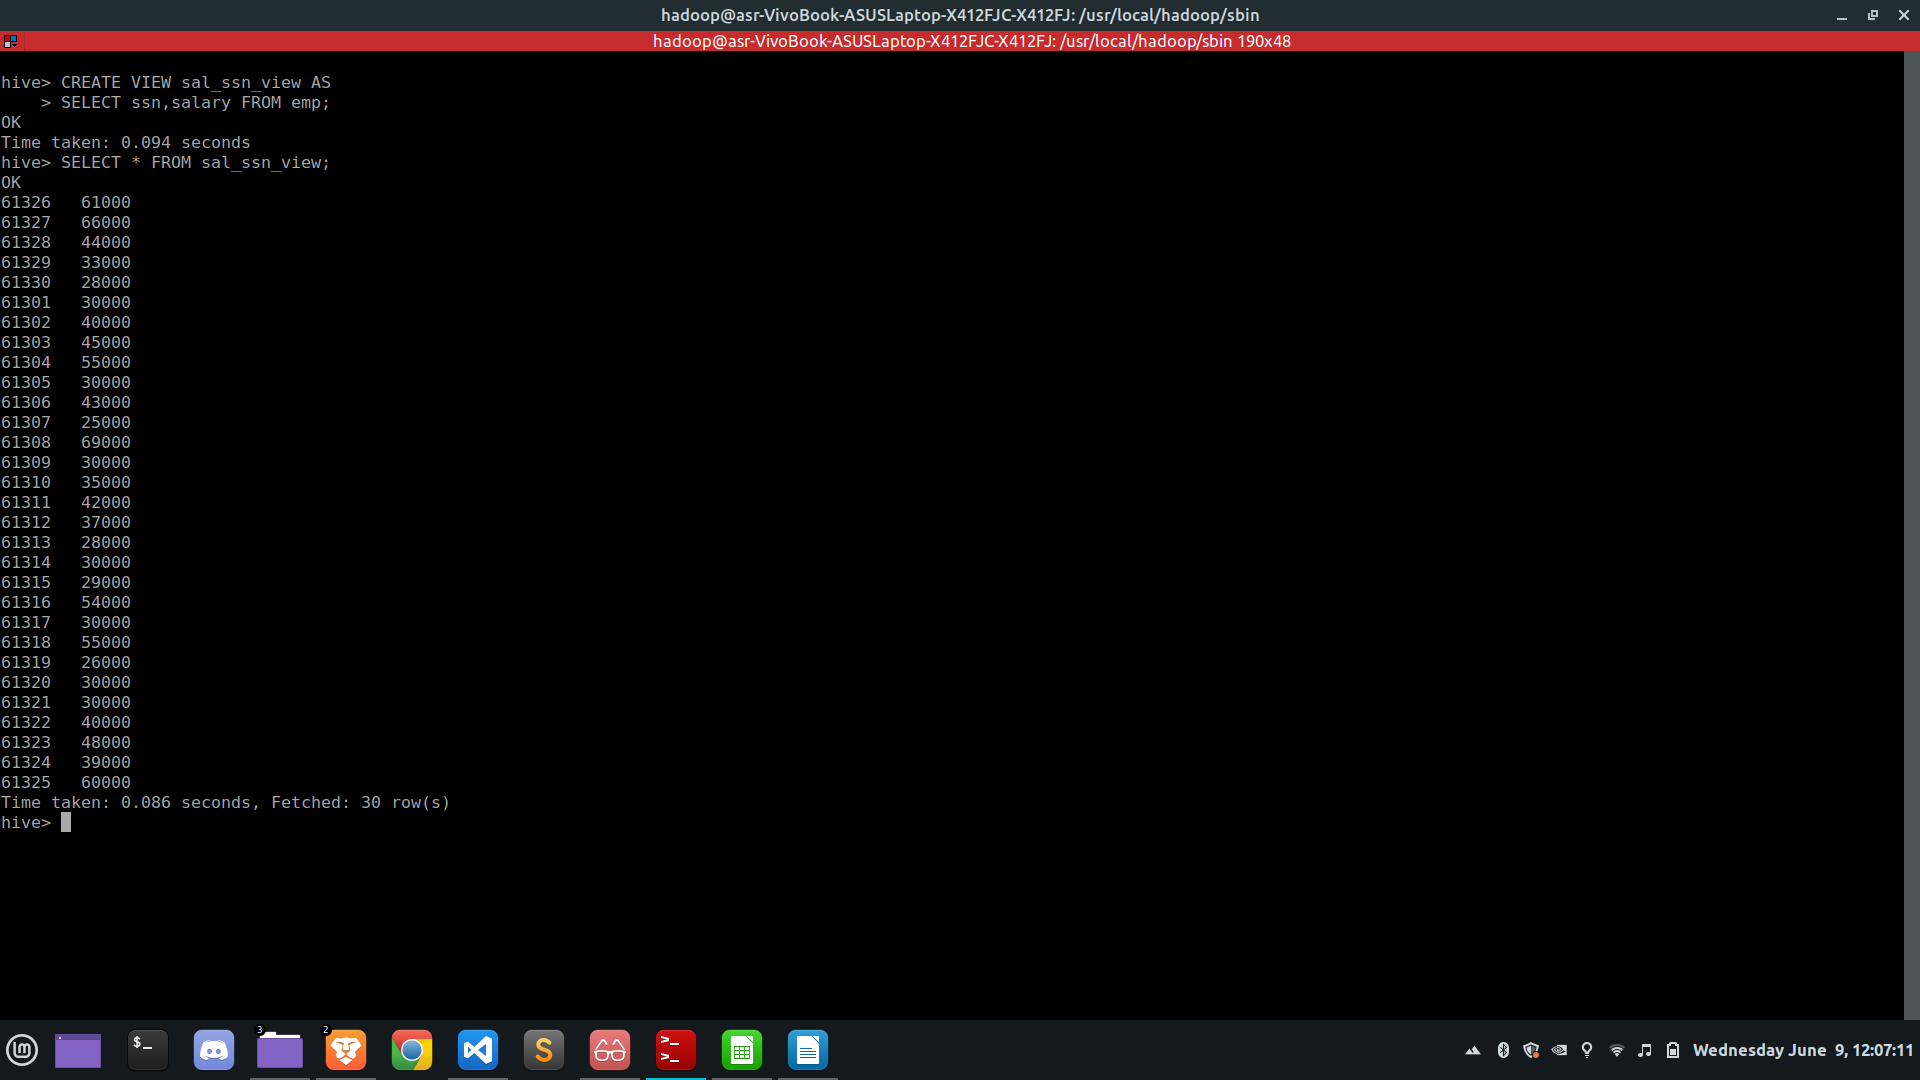 hadoop@asr-VivoBook-ASUSLaptop-X412FJC-X412FJ: /usr/local/hadoop/sbin
hadoop@asr-VivoBook-ASUSLaptop-X412FJC-X412FJ: /usr/local/hadoop/sbin 190x48
hive> CREATE VIEW sal_ssn_view AS
    > SELECT ssn,salary FROM emp;
OK
Time taken: 0.094 seconds
hive> SELECT * FROM sal_ssn_view;
OK
61326   61000
61327   66000
61328   44000
61329   33000
61330   28000
61301   30000
61302   40000
61303   45000
61304   55000
61305   30000
61306   43000
61307   25000
61308   69000
61309   30000
61310   35000
61311   42000
61312   37000
61313   28000
61314   30000
61315   29000
61316   54000
61317   30000
61318   55000
61319   26000
61320   30000
61321   30000
61322   40000
61323   48000
61324   39000
61325   60000
Time taken: 0.086 seconds, Fetched: 30 row(s)
hive>
$_ 3 2 S >_ >_ Wednesday June  9, 12:07:11